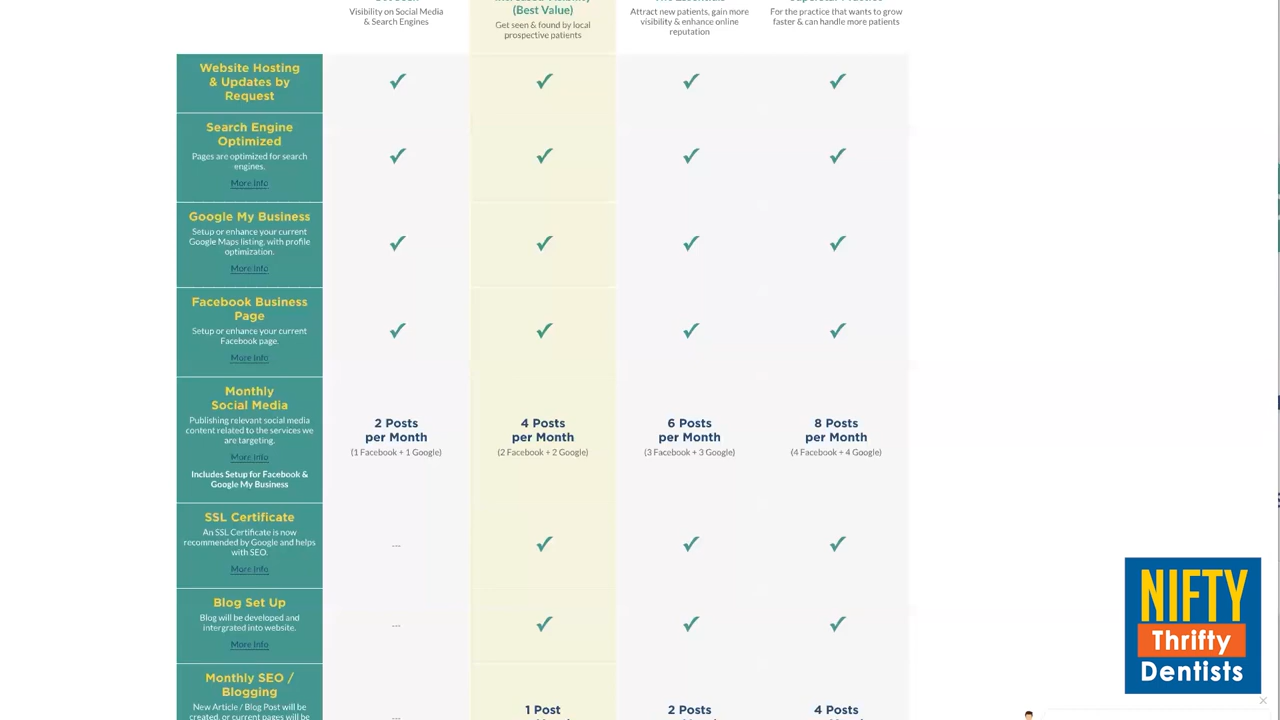 (Best Value)
Visibility on Social Media
& Search Engines
Get seen & found by local
prospective patients
Attract new patients, gain more
visibility & enhance online
reputation
For the practice that wants to grow
faster & can handle more patients
Website Hosting
& Updates by
Request
Search Engine
Optimized
Pages are optimized for search
engines.
More Info
Google My Business
Setup or enhance your current
Google Maps listing, with profile
optimization.
More Info
Facebook Business
Page
Setup or enhance your current
Facebook page.
More Info
Monthly
Social Media
Publishing relevant social media
content related to the services we
are targeting.
More Info
Includes Setup for Facebook &
Google My Business
2 Posts
per Month
(1 Facebook + 1 Google)
4 Posts
per Month
(2 Facebook + 2 Google)
6 Posts
per Month
(3 Facebook + 3 Google)
8 Posts
per Month
(4 Facebook + 4 Google)
SSL Certificate
An SSL Certificate is now
recommended by Google and helps
with SEO.
More Info
---
Blog Set Up
Blog will be developed and
intergrated into website.
More Info
---
Monthly SEO /
Blogging
New Article / Blog Post will be
created, or current pages will be
---
1 Post
2 Posts
4 Posts
NIFTY
Thrifty
Dentists